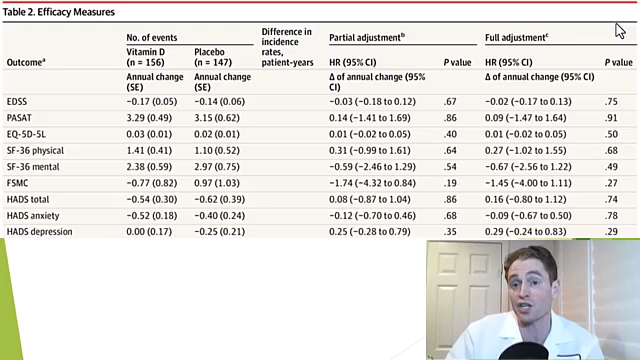 Table 2. Efficacy Measures
No. of events Difference in incidence rates, patient-years Partial adjustmentb Full adjustmentc
Outcomea Vitamin D (n = 156) Placebo (n = 147) HR (95% CI) P value HR (95% CI) P value
Annual change (SE) Annual change (SE) Δ of annual change (95% CI) Δ of annual change (95% CI)
EDSS −0.17 (0.05) −0.14 (0.06) −0.03 (−0.18 to 0.12) .67 −0.02 (−0.17 to 0.13) .75
PASAT 3.29 (0.49) 3.15 (0.62) 0.14 (−1.41 to 1.69) .86 0.09 (−1.47 to 1.64) .91
EQ-5D-5L 0.03 (0.01) 0.02 (0.01) 0.01 (−0.02 to 0.05) .40 0.01 (−0.02 to 0.05) .50
SF-36 physical 1.41 (0.41) 1.10 (0.52) 0.31 (−0.99 to 1.61) .64 0.27 (−1.02 to 1.55) .68
SF-36 mental 2.38 (0.59) 2.97 (0.75) −0.59 (−2.46 to 1.29) .54 −0.67 (−2.56 to 1.22) .49
FSMC −0.77 (0.82) 0.97 (1.03) −1.74 (−4.32 to 0.84) .19 −1.45 (−4.00 to 1.11) .27
HADS total −0.54 (0.30) −0.62 (0.39) 0.08 (−0.87 to 1.04) .86 0.16 (−0.80 to 1.12) .74
HADS anxiety −0.52 (0.18) −0.40 (0.24) −0.12 (−0.70 to 0.46) .68 −0.09 (−0.67 to 0.50) .78
HADS depression 0.00 (0.17) −0.25 (0.21) 0.25 (−0.28 to 0.79) .35 0.29 (−0.24 to 0.83) .29